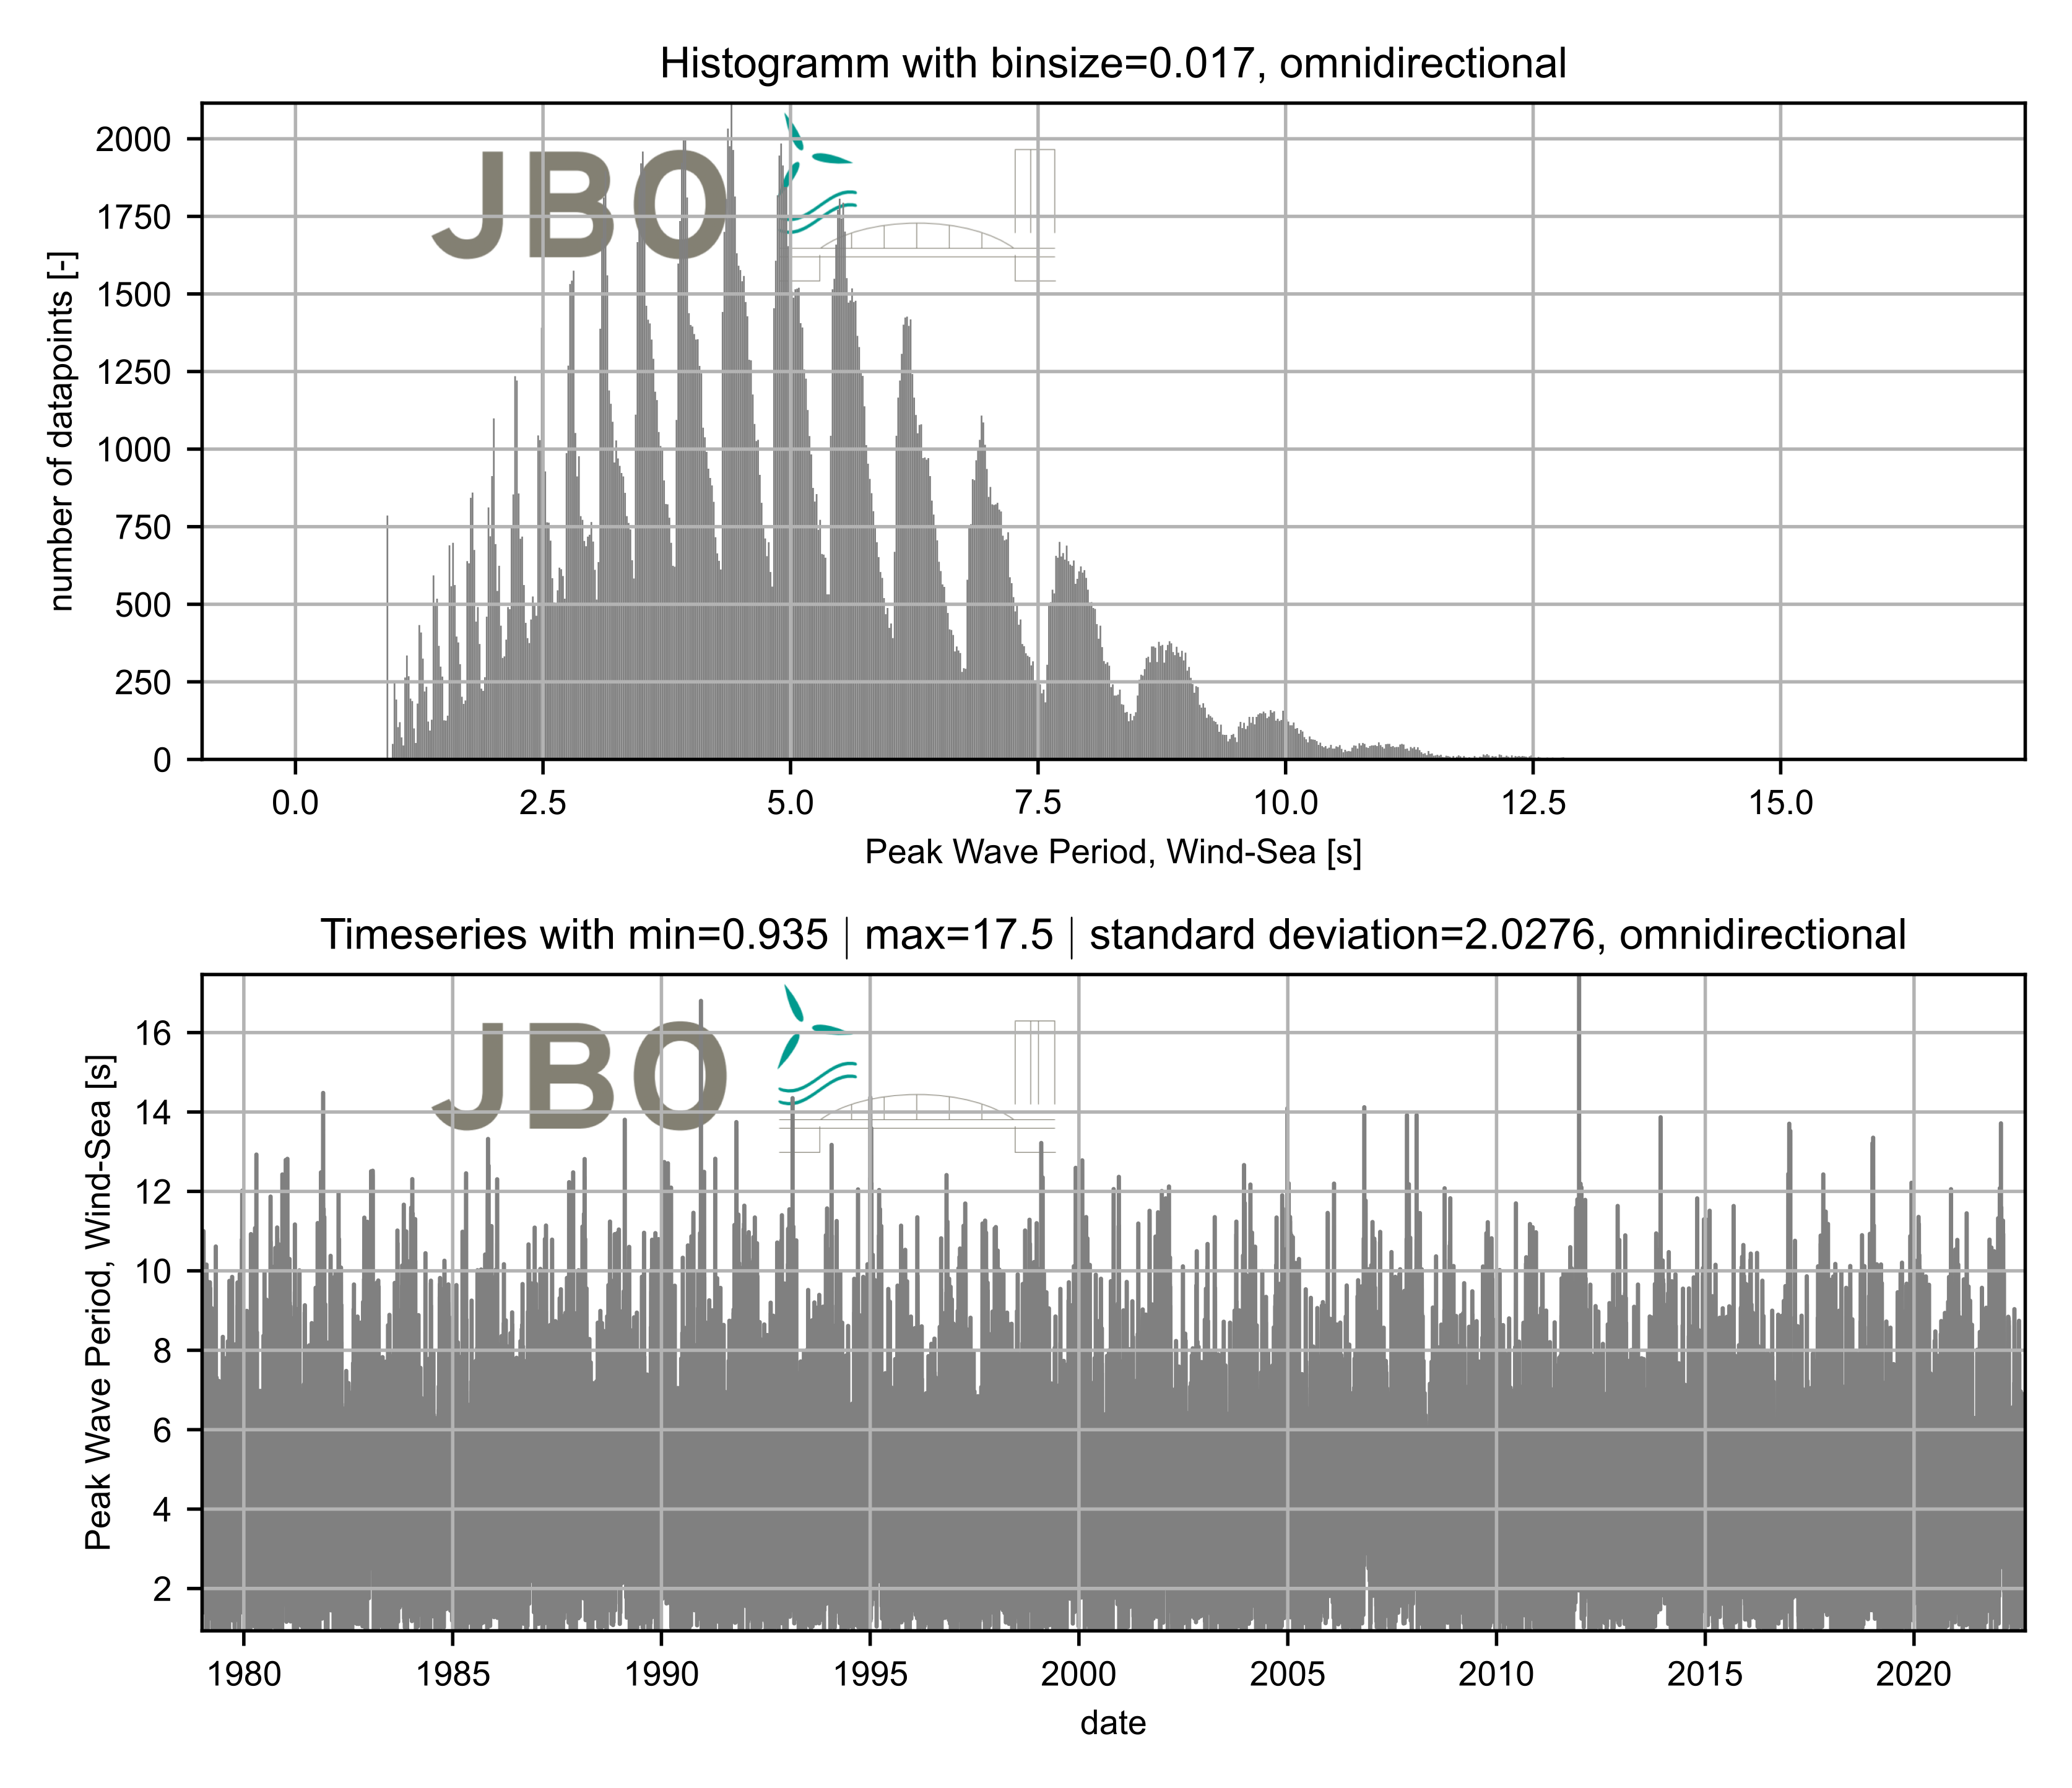 Histogramm with binsize=0.017, omnidirectional
JBO
number of datapoints [-]
2000
1750
1500
1250
1000
750
500
250
0
0.0 2.5 5.0 7.5 10.0 12.5 15.0
Peak Wave Period, Wind-Sea [s]
Timeseries with min=0.935 | max=17.5 | standard deviation=2.0276, omnidirectional
JBO
Peak Wave Period, Wind-Sea [s]
16
14
12
10
8
6
4
2
1980 1985 1990 1995 2000 2005 2010 2015 2020
date